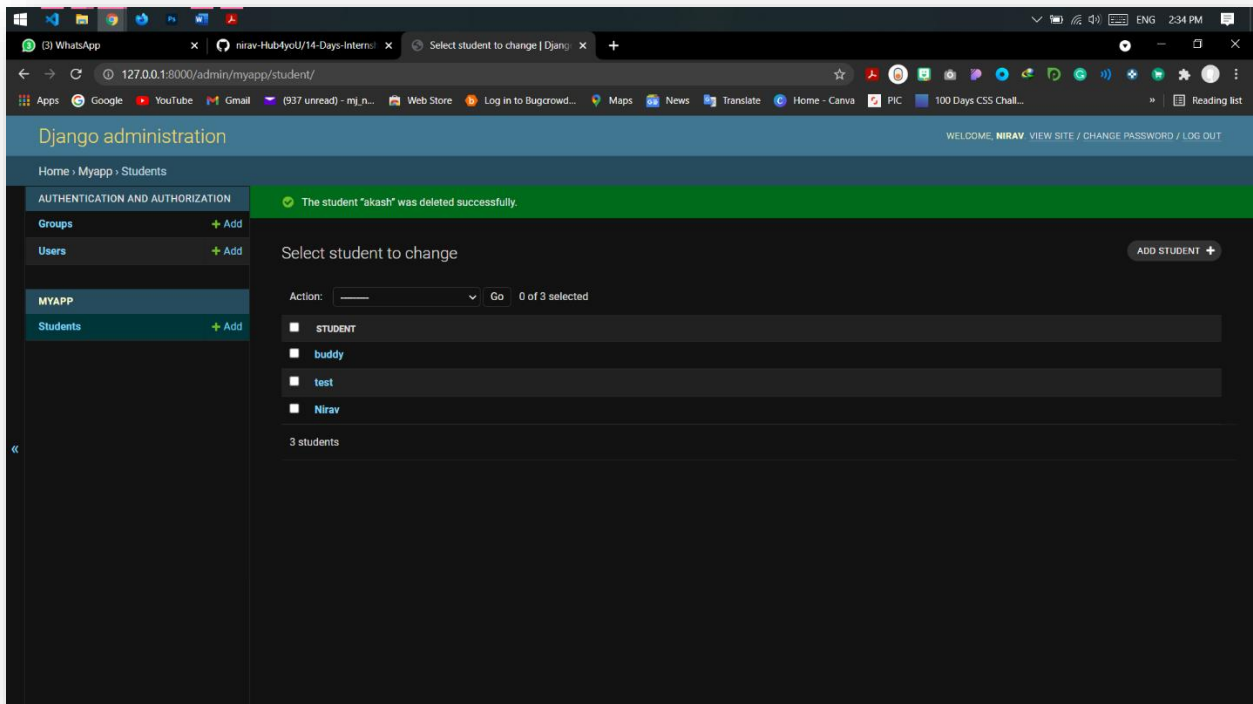 Ps W
ENG 2:34 PM
(3) WhatsApp nirav-Hub4yoU/14-Days-Internsl Select student to change | Djang
127.0.0.1:8000/admin/myapp/student/
Apps Google YouTube Gmail (937 unread) - mj_n... Web Store Log in to Bugcrowd... Maps News Translate Home - Canva PIC 100 Days CSS Chall... » Reading list
Django administration
WELCOME, NIRAV. VIEW SITE / CHANGE PASSWORD / LOG OUT
Home › Myapp › Students
AUTHENTICATION AND AUTHORIZATION
Groups + Add
Users + Add
MYAPP
Students + Add
«
The student “akash” was deleted successfully.
Select student to change
ADD STUDENT +
Action: --------- Go 0 of 3 selected
STUDENT
buddy
test
Nirav
3 students